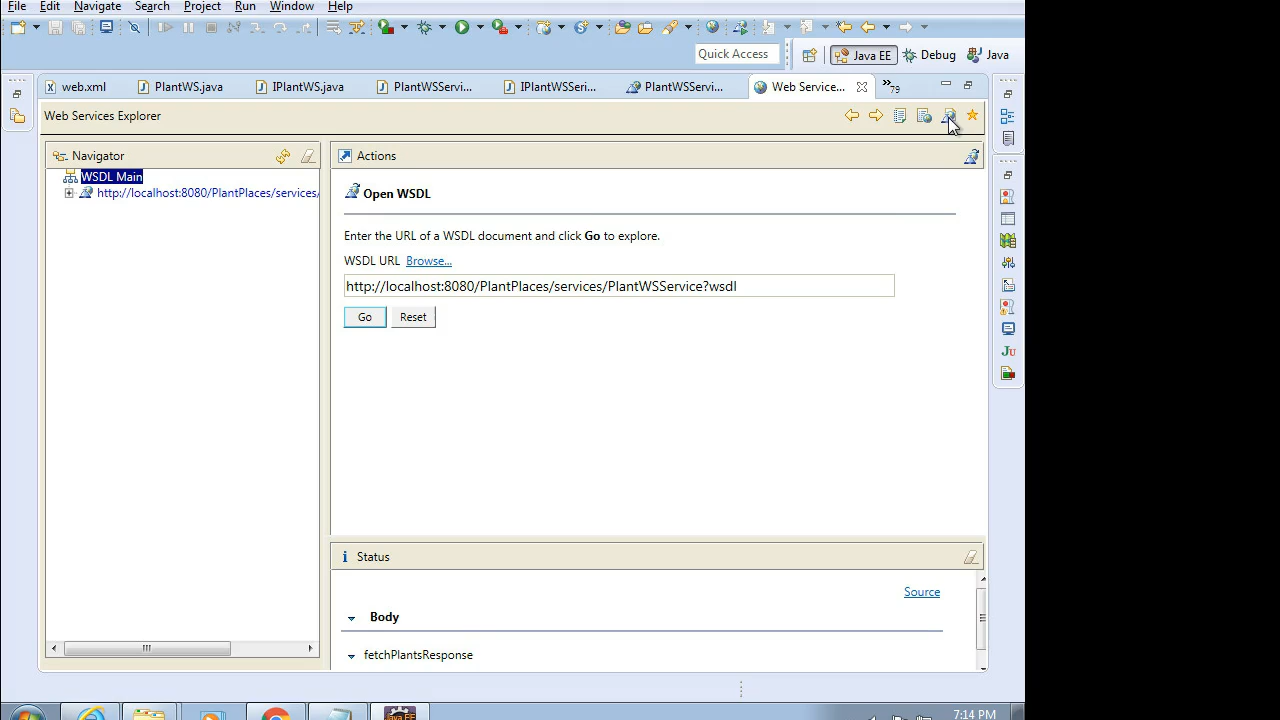 File Edit Navigate Search Project Run Window Help
Quick Access Java EE Debug Java
web.xml PlantWS.java IPlantWS.java PlantWSServi... IPlantWSSeri... PlantWSServi... Web Service... »79
Web Services Explorer
Navigator
WSDL Main
http://localhost:8080/PlantPlaces/services/
Actions
Open WSDL
Enter the URL of a WSDL document and click Go to explore.
WSDL URL Browse...
http://localhost:8080/PlantPlaces/services/PlantWSService?wsdl
Go Reset
Status
Source
Body
fetchPlantsResponse
7:14 PM